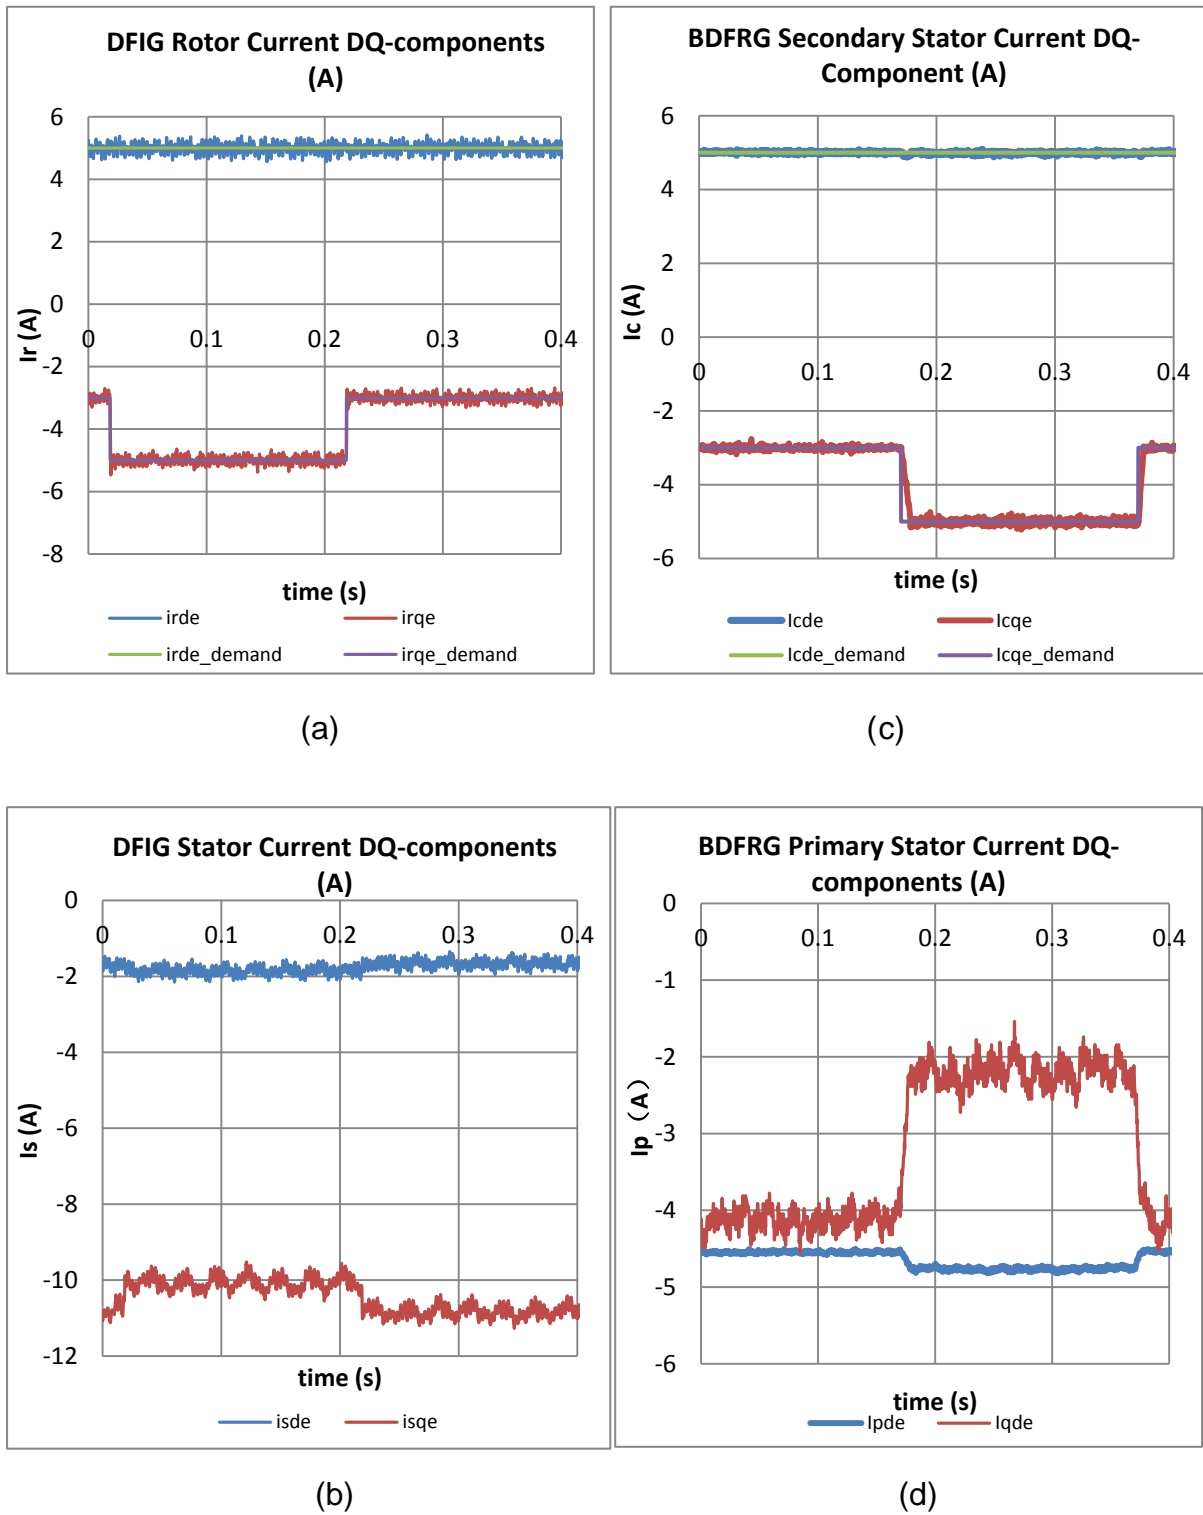 DFIG Rotor Current DQ-components
(A)
6
4
2
0
-2
-4
-6
-8
0
0.1
0.2
0.3
0.4
Ir (A)
time (s)
irde
irqe
irde_demand
irqe_demand
(a)
BDFRG Secondary Stator Current DQ-
Component (A)
6
4
2
0
-2
-4
-6
0
0.1
0.2
0.3
0.4
Ic (A)
time (s)
Icde
Icqe
Icde_demand
Icqe_demand
(c)
DFIG Stator Current DQ-components
(A)
0
-2
-4
-6
-8
-10
-12
0
0.1
0.2
0.3
0.4
Is (A)
time (s)
isde
isqe
(b)
BDFRG Primary Stator Current DQ-
components (A)
0
-1
-2
-3
-4
-5
-6
0
0.1
0.2
0.3
0.4
Ip（A）
time (s)
Ipde
Iqde
(d)